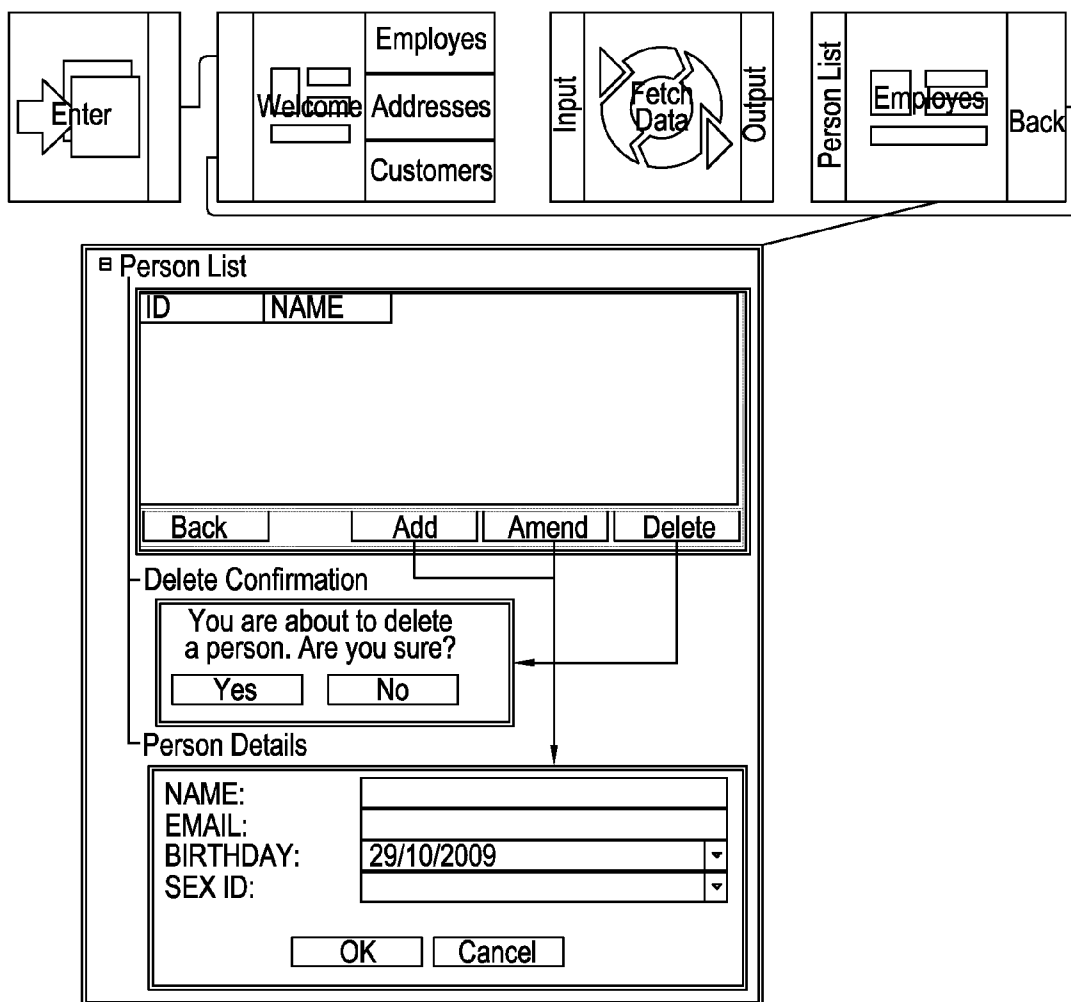 Enter
Welcome
Employes
Addresses
Customers
Input
Fetch
Data
Output
Person List
Employes
Back
Person List
ID NAME
Back Add Amend Delete
Delete Confirmation
You are about to delete
a person. Are you sure?
Yes No
Person Details
NAME:
EMAIL:
BIRTHDAY: 29/10/2009
SEX ID:
OK Cancel